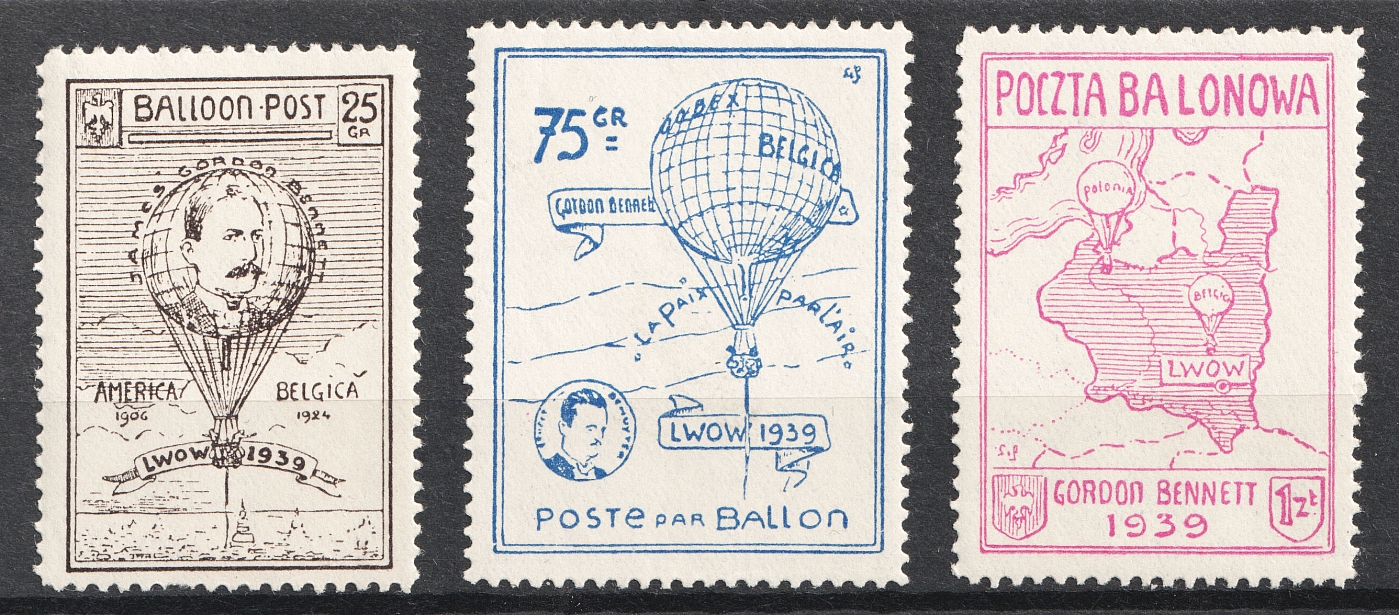 BALLOON·POST
25
GR
JAMES GORDON BENNETT
AMERICA
1906
BELGICA
1924
LWOW 1939
75 GR
BELGICA
GORDON BENNETT
"LA PAIX PAR L'AIR"
LWOW 1939
POSTE PAR BALLON
POCZTA BALONOWA
POLONIA
BELGICA
LWOW
GORDON BENNETT
1939
1 zł